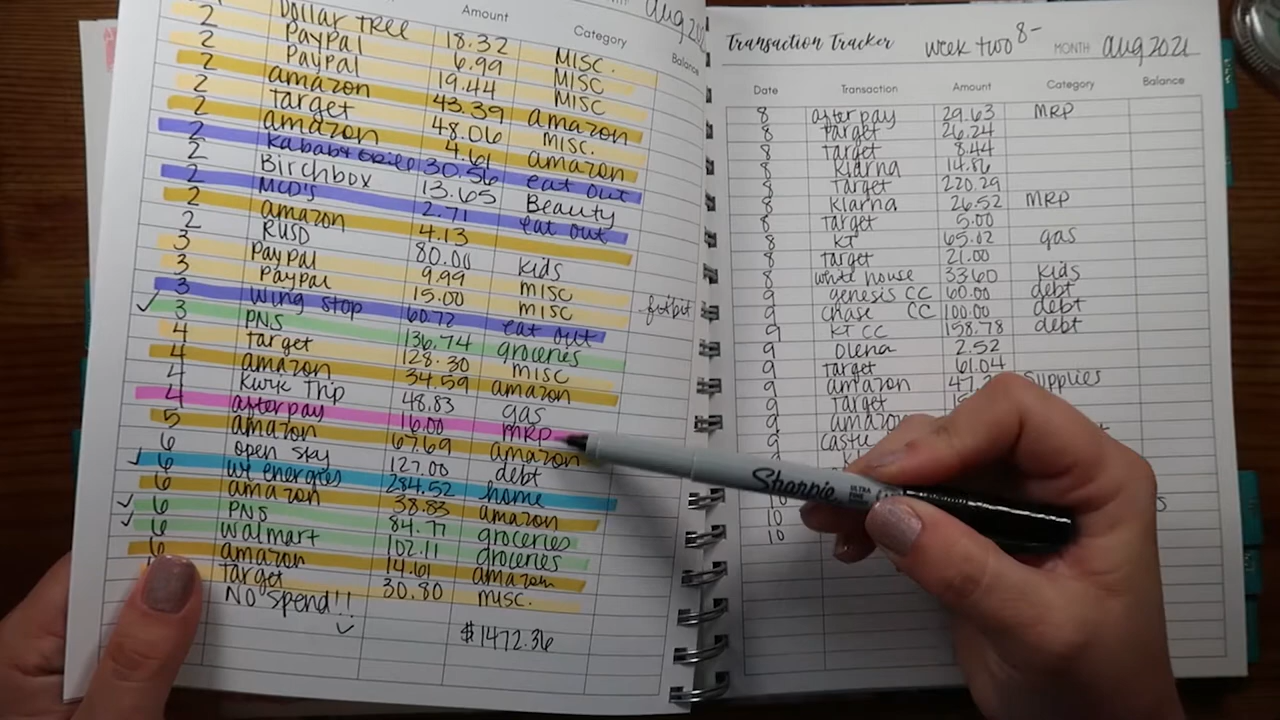 Amount
Category
Balance
2 Dollar Tree 18.32 MISC.
2 PayPal 6.99 MISC
2 PayPal 19.44 MISC
2 amazon 43.39 amazon
2 target 48.06 misc.
2 amazon 4.61 amazon
2 30.56 eat out
2 Birchbox 13.65 Beauty
2 MCD's 2.71 eat out
2 amazon 4.13
3 RUSD 80.00 kids
3 PayPal 9.99 misc
3 PayPal 15.00 misc fitbit
3 wing stop 60.72 eat out
3 PNS 136.74 groceries
4 target 128.30 misc
4 amazon 34.59 amazon
4 kwik Trip 48.83 gas
4 afterpay 16.00 MRP
5 amazon 67.69 amazon
6 open sky 127.00 debt
6 we energies 284.52 home
6 amazon 38.83 amazon
6 PNS 84.77 groceries
6 walmart 102.11 groceries
6 amazon 14.61 amazon
target 30.80 misc.
NO Spend!!
$1472.36
Transaction Tracker week two 8- MONTH aug 2021
Date Transaction Amount Category Balance
8 afterpay 29.63 MRP
8 target 26.24
8 target 8.44
8 klarna 14.86
8 target 220.29
8 klarna 26.52 MRP
8 target 5.00
8 KT 65.02 gas
8 target 21.00
8 white house 33.60 kids
9 genesis CC 60.00 debt
9 chase CC 100.00 debt
9 KT CC 158.78 debt
9 Olena 2.52
9 target 61.04
9 amazon supplies
9 target
9
9
10
10
Sharpie
ULTRA FINE